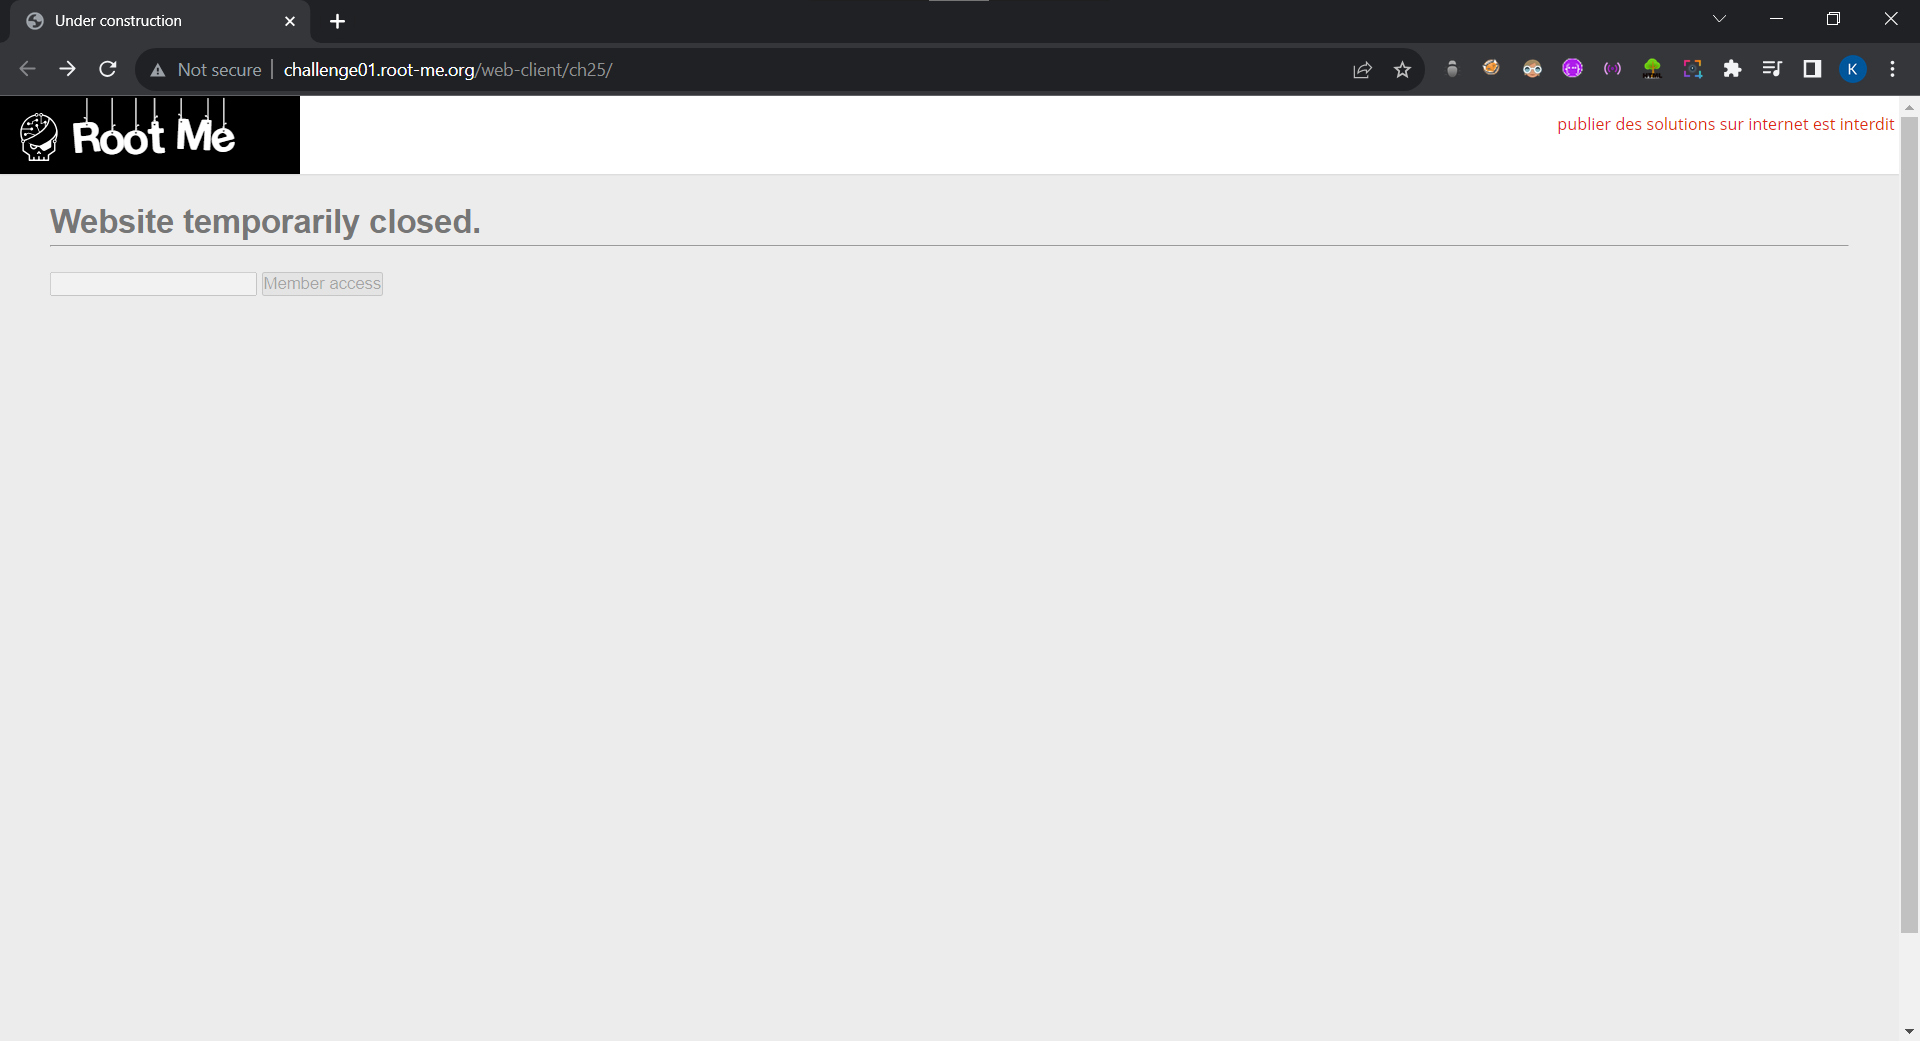 Under construction
Not secure challenge01.root-me.org/web-client/ch25/
K
Root Me
publier des solutions sur internet est interdit
Website temporarily closed.
Member access